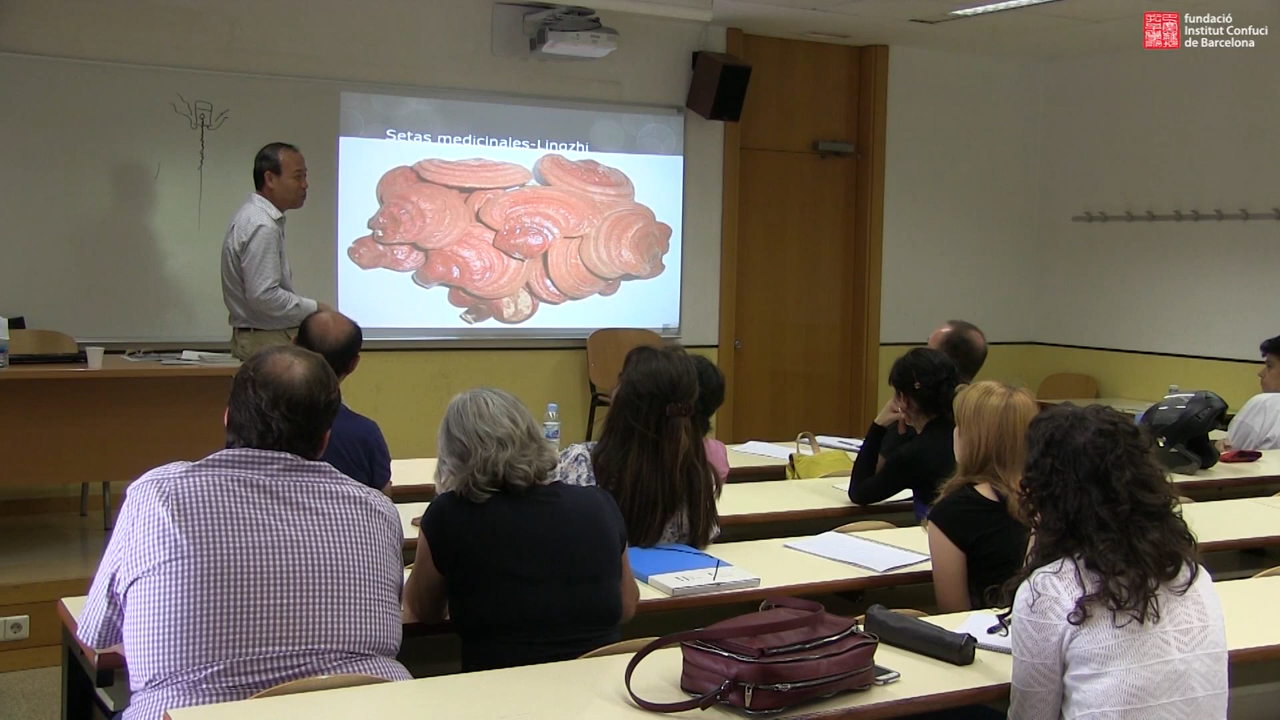 fundació
Institut Confuci
de Barcelona
Setas medicinales-Lingzhi